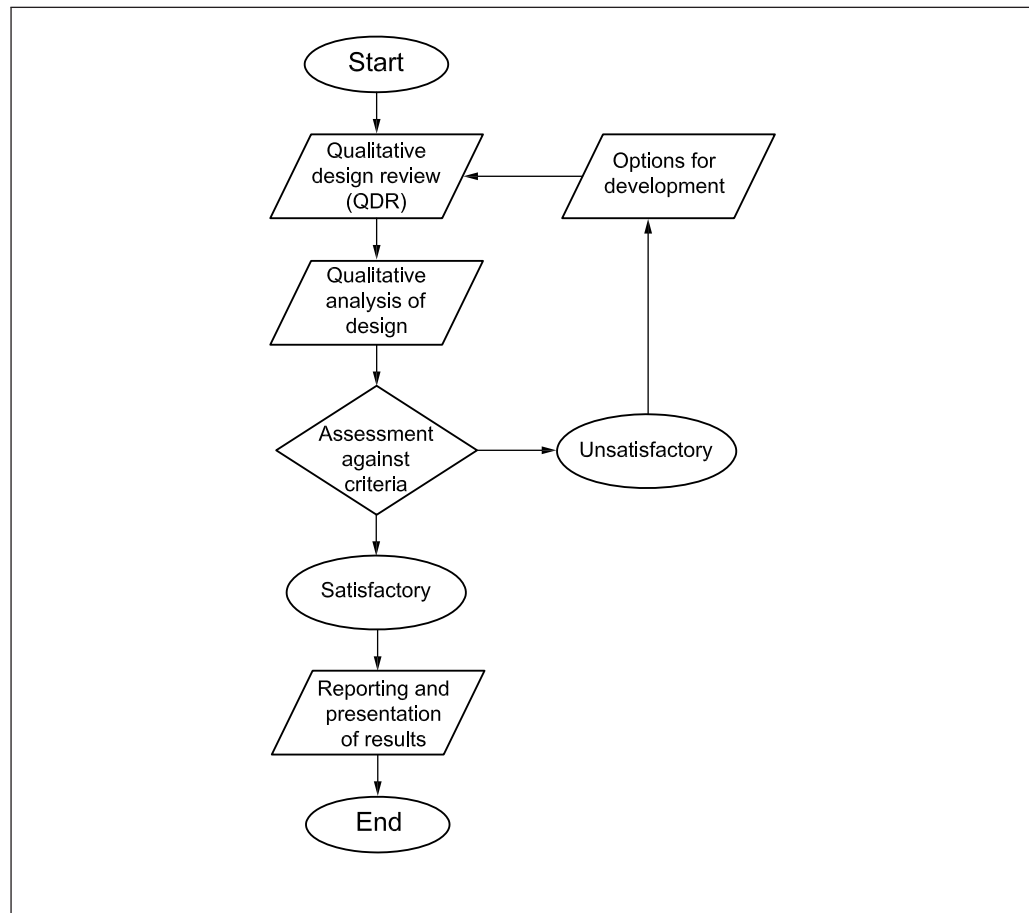 Start
Qualitative
design review
(QDR)
Options for
development
Qualitative
analysis of
design
Assessment
against
criteria
Unsatisfactory
Satisfactory
Reporting and
presentation
of results
End